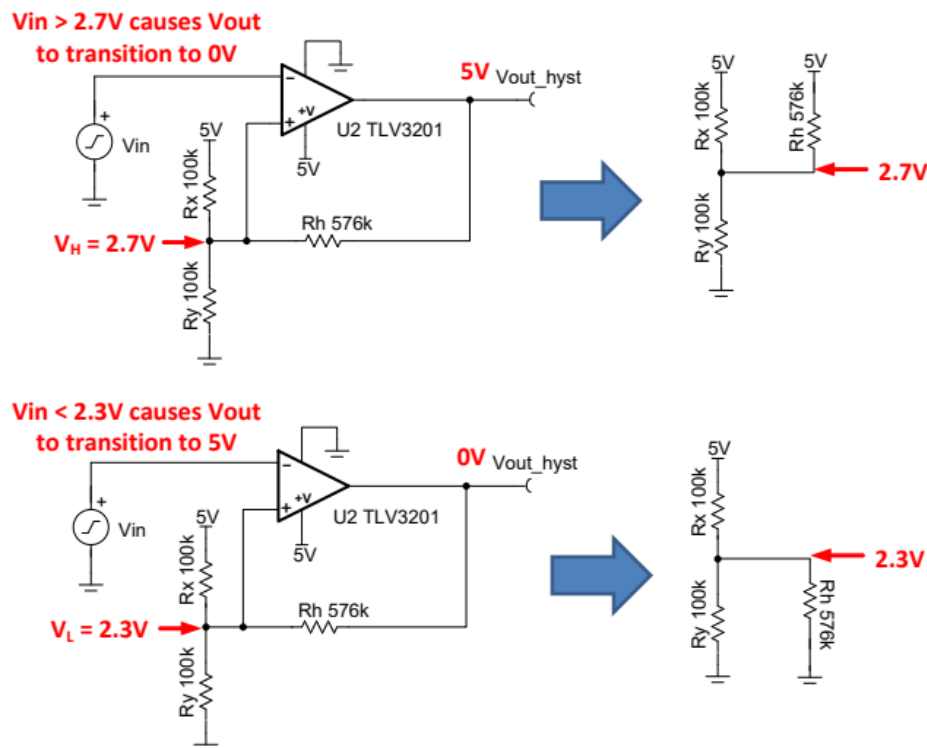 Vin > 2.7V causes Vout
to transition to 0V
5V Vout_hyst
−
+
+V
U2 TLV3201
5V
+
Vin
5V
Rx 100k
Rh 576k
V_H = 2.7V
Ry 100k
5V
5V
Rx 100k
Rh 576k
2.7V
Ry 100k
Vin < 2.3V causes Vout
to transition to 5V
0V Vout_hyst
−
+
+V
U2 TLV3201
5V
+
Vin
5V
Rx 100k
Rh 576k
V_L = 2.3V
Ry 100k
5V
Rx 100k
2.3V
Ry 100k
Rh 576k